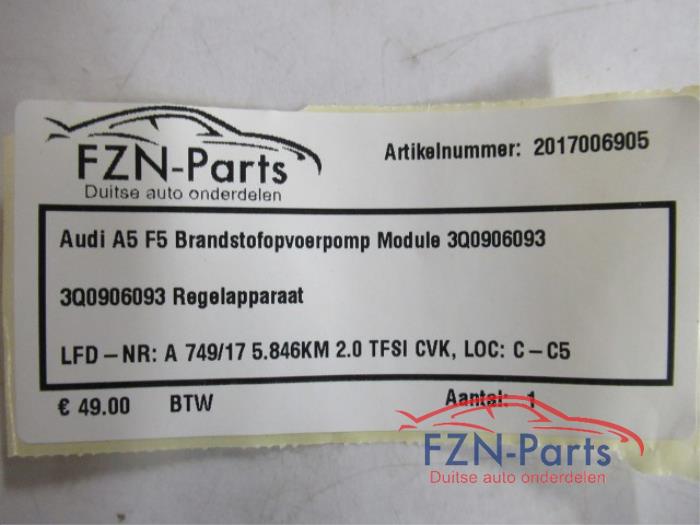 FZN-Parts
Duitse auto onderdelen
Artikelnummer: 2017006905
Audi A5 F5 Brandstofopvoerpomp Module 3Q0906093
3Q0906093 Regelapparaat
LFD-NR: A 749/17 5.846KM 2.0 TFSI CVK, LOC: C-C5
€ 49.00 BTW Aantal: 1
FZN-Parts
Duitse auto onderdelen